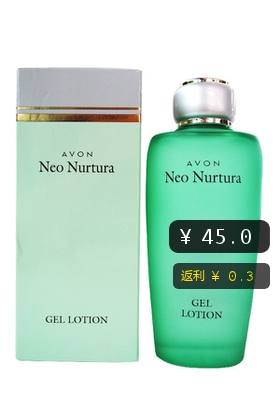 AVON
Neo Nurtura
GEL LOTION
AVON
Neo Nurtura
¥ 45.0
返利 ¥ 0.3
GEL
LOTION